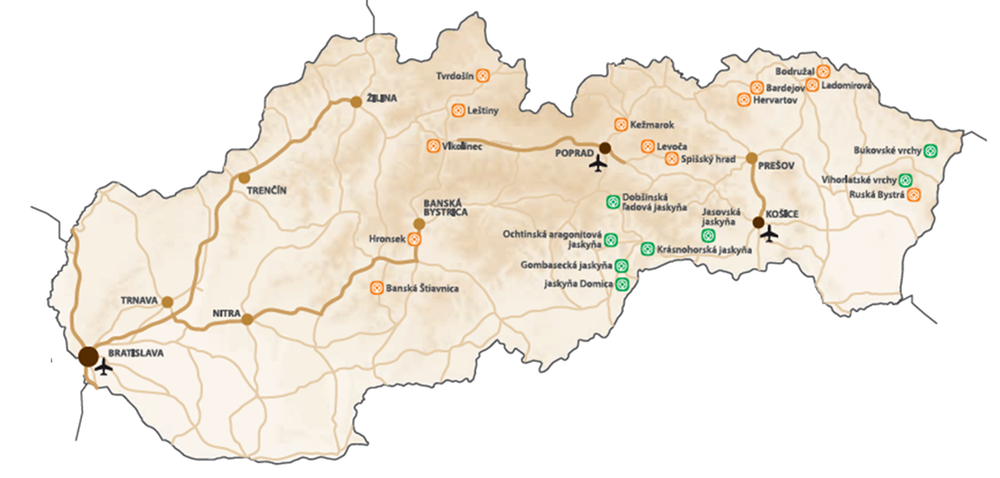 Tvrdošín
Bodružal
Bardejov
Ladomirová
ŽILINA
Hervartov
Leštiny
Kežmarok
Vlkolínec
Levoča
POPRAD
Bukovské vrchy
Spišský hrad
PREŠOV
Vihorlatské vrchy
TRENČÍN
Ruská Bystrá
Dobšinská
ľadová jaskyňa
BANSKÁ
BYSTRICA
Jasovská
jaskyňa
KOŠICE
Hronsek
Ochtinská aragonitová
jaskyňa
Krásnohorská jaskyňa
Gombasecká jaskyňa
jaskyňa Domica
Banská Štiavnica
TRNAVA
NITRA
BRATISLAVA